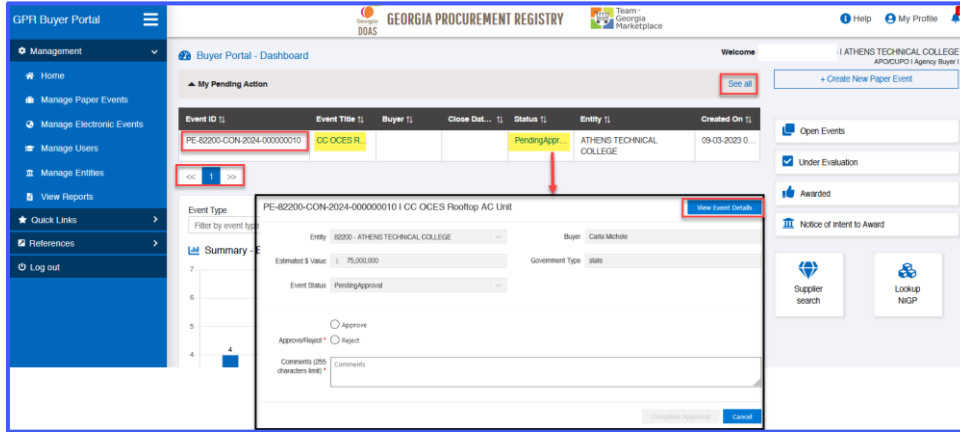 GPR Buyer Portal
Georgia
DOAS
GEORGIA PROCUREMENT REGISTRY
Team
Georgia
Marketplace
Help
My Profile
Management
Home
Manage Paper Events
Manage Electronic Events
Manage Users
Manage Entities
View Reports
Quick Links
References
Log out
Buyer Portal - Dashboard
Welcome
- I ATHENS TECHNICAL COLLEGE
APO/CUPO I Agency Buyer I
My Pending Action
See all
+ Create New Paper Event
Event ID Event Title Buyer Close Dat... Status Entity Created On
PE-82200-CON-2024-000000010 CC OCES R... PendingAppr... ATHENS TECHNICAL COLLEGE 09-03-2023 0...
<< 1 >>
Open Events
Under Evaluation
Awarded
Notice of Intent to Award
Supplier search
Lookup NIGP
Event Type
Filter by event typ
Summary - E
7
6
5
4
4
PE-82200-CON-2024-000000010 I CC OCES Rooftop AC Unit
View Event Details
Entity 82200 - ATHENS TECHNICAL COLLEGE
Buyer Carla Michele
Estimated $ Value 75,000,000
Government Type state
Event Status PendingApproval
Approve
Approve/Reject * Reject
Comments (255 characters limit) * Comments
Complete Approval Cancel